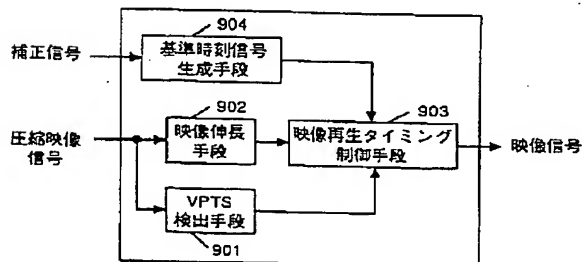 904
補正信号
基準時刻信号
生成手段
902
903
圧縮映像
信号
映像伸長
手段
映像再生タイミング
制御手段
映像信号
VPTS
検出手段
901